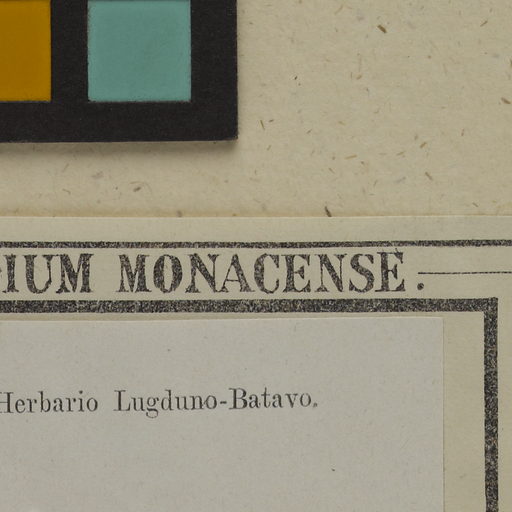 IUM MONACENSE.
Herbario Lugduno-Batavo.